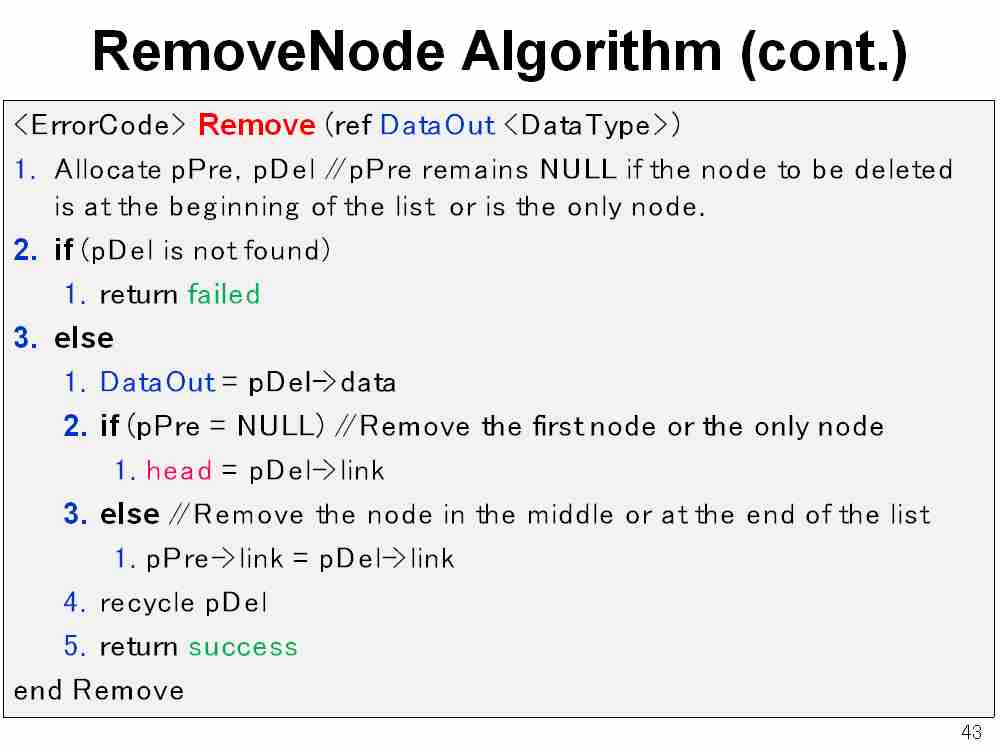 RemoveNode Algorithm (cont.)
<ErrorCode> Remove (ref DataOut <DataType>)
1. Allocate pPre, pDel //pPre remains NULL if the node to be deleted
is at the beginning of the list or is the only node.
2. if (pDel is not found)
1. return failed
3. else
1. DataOut = pDel->data
2. if (pPre = NULL) //Remove the first node or the only node
1. head = pDel->link
3. else //Remove the node in the middle or at the end of the list
1. pPre->link = pDel->link
4. recycle pDel
5. return success
end Remove
43